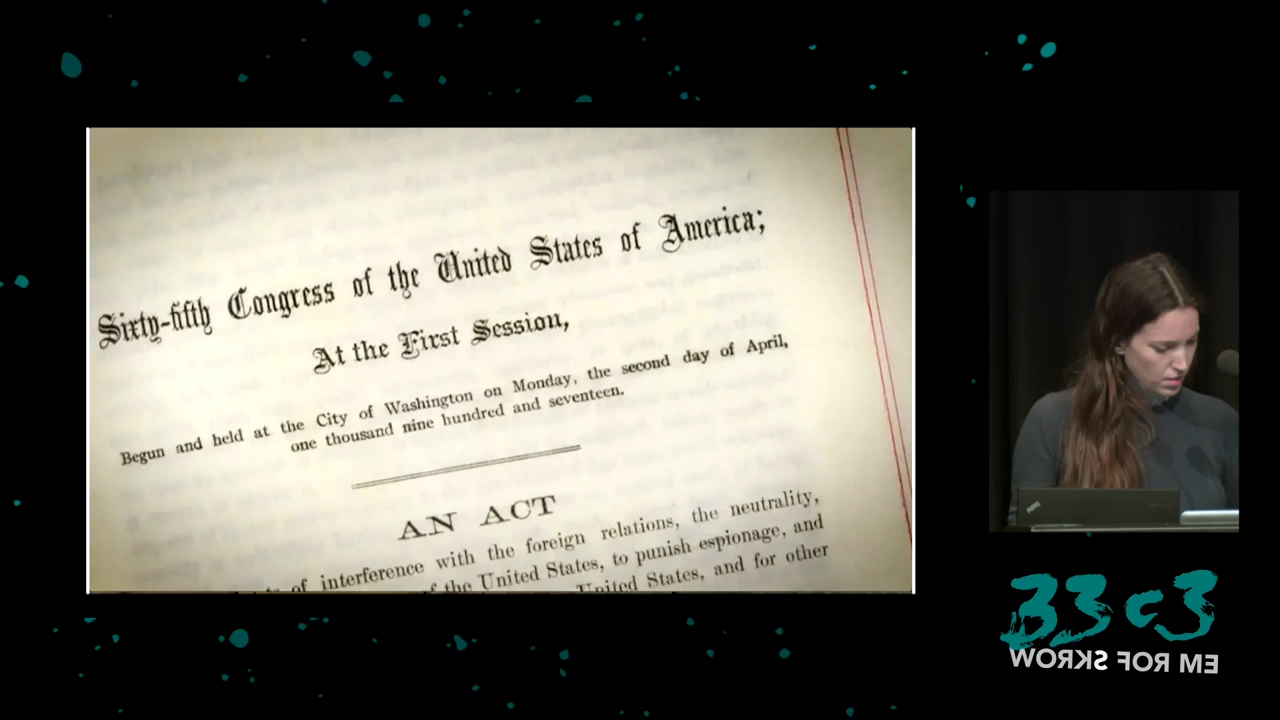 Sixty-fifth Congress of the United States of America;
At the First Session,
Begun and held at the City of Washington on Monday, the second day of April,
one thousand nine hundred and seventeen.
AN ACT
of interference with the foreign relations, the neutrality,
of the United States, to punish espionage, and
United States, and for other
33c3
WORKS FOR ME